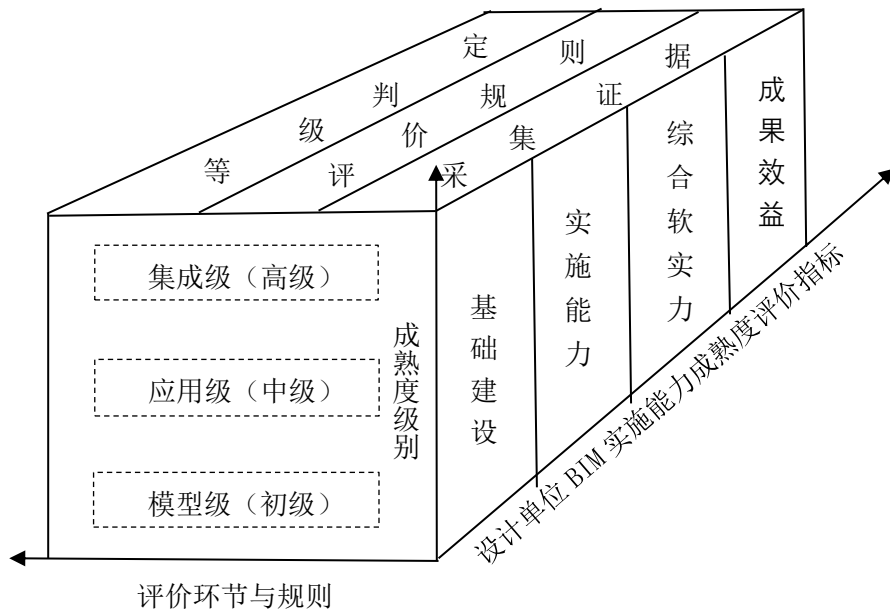 等级判定
评价规则
采集证据
集成级（高级）
应用级（中级）
模型级（初级）
成熟度级别
基础建设
实施能力
综合软实力
成果效益
设计单位 BIM 实施能力成熟度评价指标
评价环节与规则